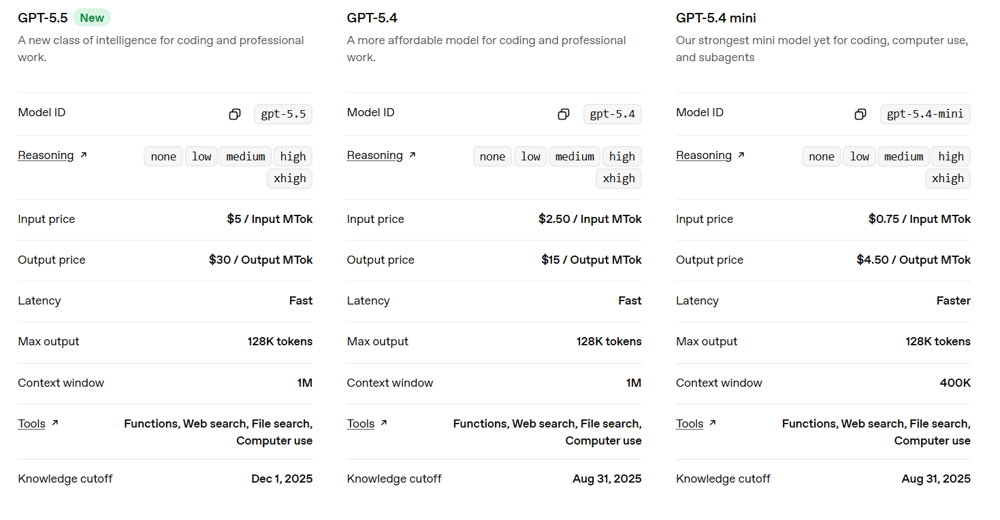 GPT-5.5 New
A new class of intelligence for coding and professional
work.
Model ID gpt-5.5
Reasoning ↗ none low medium high
xhigh
Input price $5 / Input MTok
Output price $30 / Output MTok
Latency Fast
Max output 128K tokens
Context window 1M
Tools ↗ Functions, Web search, File search,
Computer use
Knowledge cutoff Dec 1, 2025
GPT-5.4
A more affordable model for coding and professional
work.
Model ID gpt-5.4
Reasoning ↗ none low medium high
xhigh
Input price $2.50 / Input MTok
Output price $15 / Output MTok
Latency Fast
Max output 128K tokens
Context window 1M
Tools ↗ Functions, Web search, File search,
Computer use
Knowledge cutoff Aug 31, 2025
GPT-5.4 mini
Our strongest mini model yet for coding, computer use,
and subagents
Model ID gpt-5.4-mini
Reasoning ↗ none low medium high
xhigh
Input price $0.75 / Input MTok
Output price $4.50 / Output MTok
Latency Faster
Max output 128K tokens
Context window 400K
Tools ↗ Functions, Web search, File search,
Computer use
Knowledge cutoff Aug 31, 2025